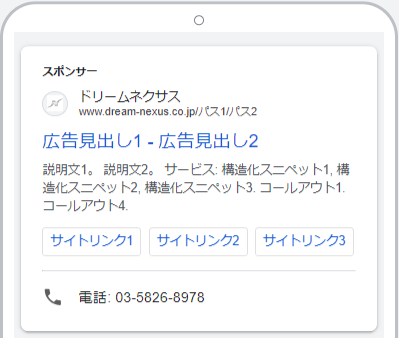 スポンサー
ドリームネクサス
www.dream-nexus.co.jp/パス1/パス2
広告見出し1 - 広告見出し2
説明文1。 説明文2。 サービス: 構造化スニペット1, 構
造化スニペット2, 構造化スニペット3. コールアウト1.
コールアウト4.
サイトリンク1 サイトリンク2 サイトリンク3
電話: 03-5826-8978